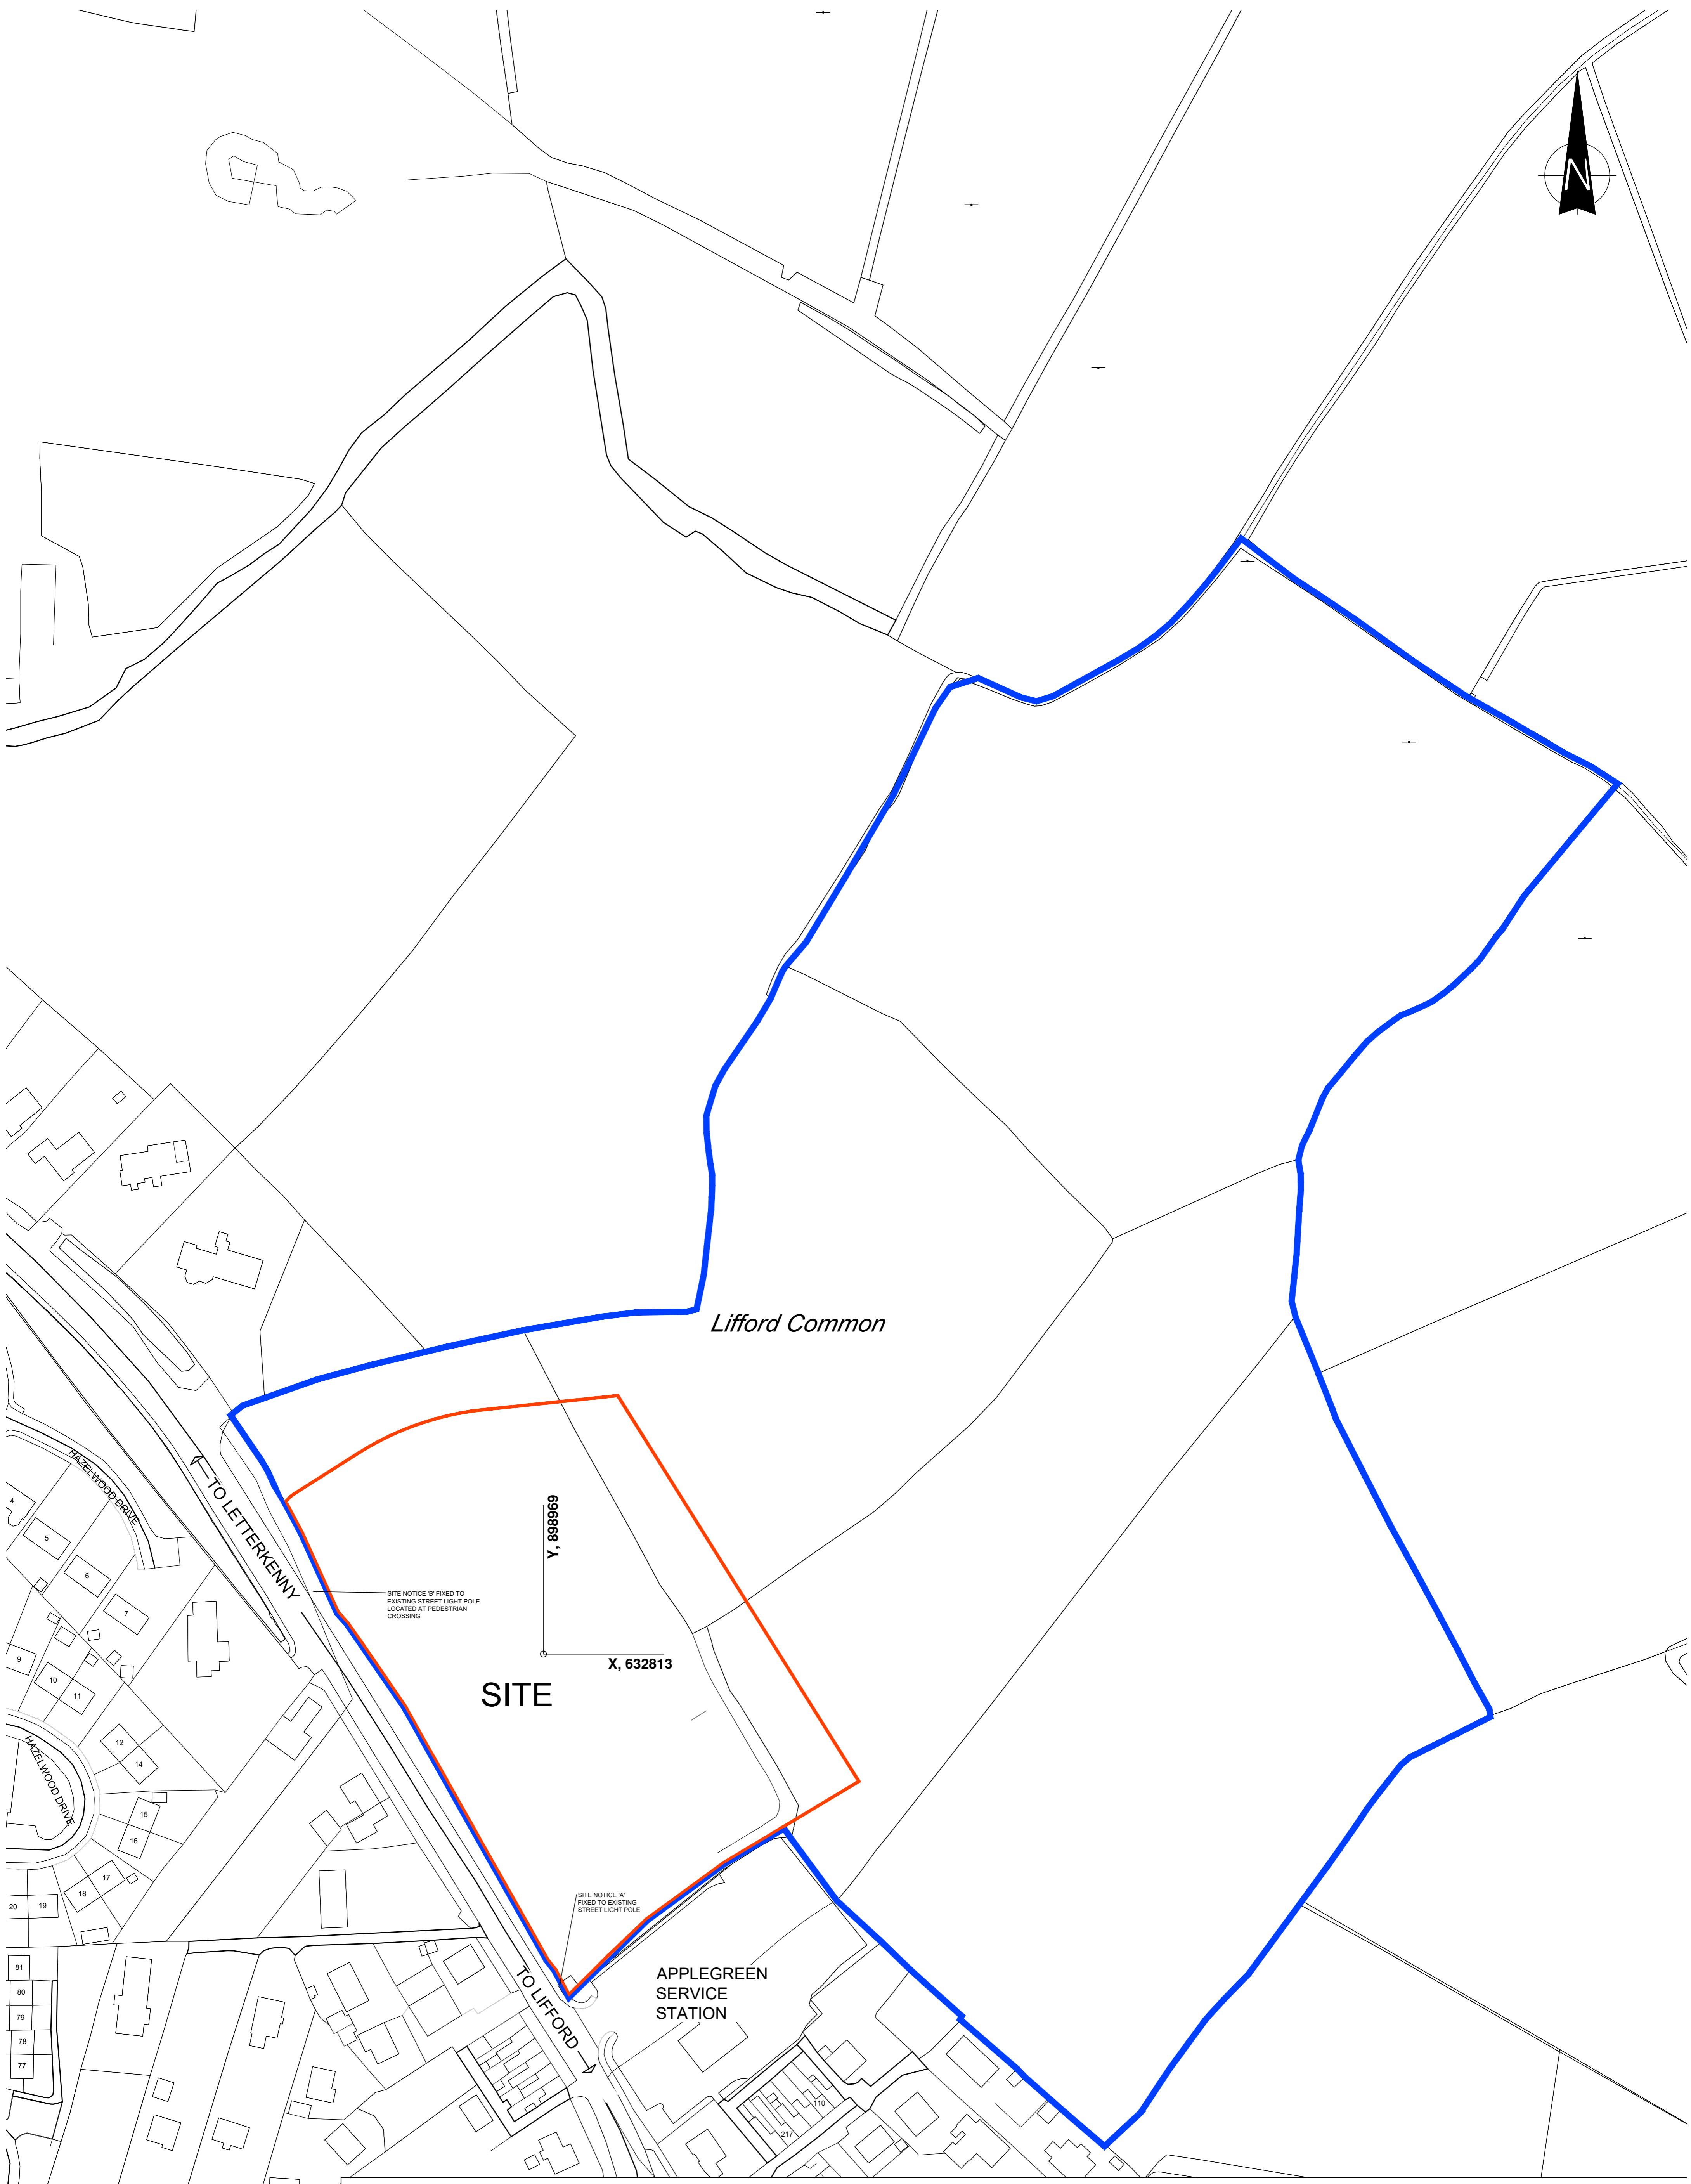 N
Lifford Common
HAZELWOOD DRIVE
TO LETTERKENNY
4
5
6
7
Y, 898969
SITE NOTICE 'B' FIXED TO
EXISTING STREET LIGHT POLE
LOCATED AT PEDESTRIAN
CROSSING
X, 632813
SITE
9
10
11
12
14
HAZELWOOD DRIVE
15
16
17
18
19
20
SITE NOTICE 'A'
FIXED TO EXISTING
STREET LIGHT POLE
APPLEGREEN
SERVICE
STATION
TO LIFFORD
81
80
79
78
77
110
217